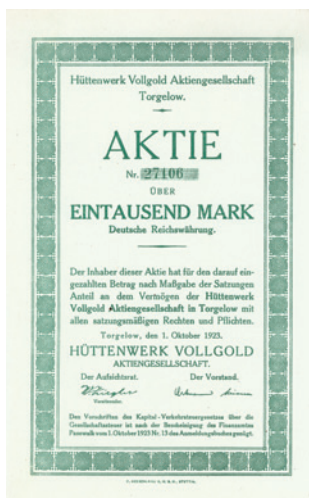 Hüttenwerk Vollgold Aktiengesellschaft
Torgelow.
AKTIE
Nr. 27106
ÜBER
EINTAUSEND MARK
Deutsche Reichswährung.
Der Inhaber dieser Aktie hat für den darauf ein-
gezahlten Betrag nach Maßgabe der Satzungen
Anteil an dem Vermögen der Hüttenwerk
Vollgold Aktiengesellschaft in Torgelow mit
allen satzungsmäßigen Rechten und Pflichten.
Torgelow, den 1. Oktober 1923.
HÜTTENWERK VOLLGOLD
AKTIENGESELLSCHAFT.
Der Aufsichtsrat. Der Vorstand.
Vorsitzender.
Den Vorschriften des Kapital-Verkehrsteuergesetzes über die
Gesellschaftsteuer ist nach der Bescheinigung des Finanzamtes
Pasewalk vom 1. Oktober 1923 Nr. 13 des Anmeldungsbuches genügt.